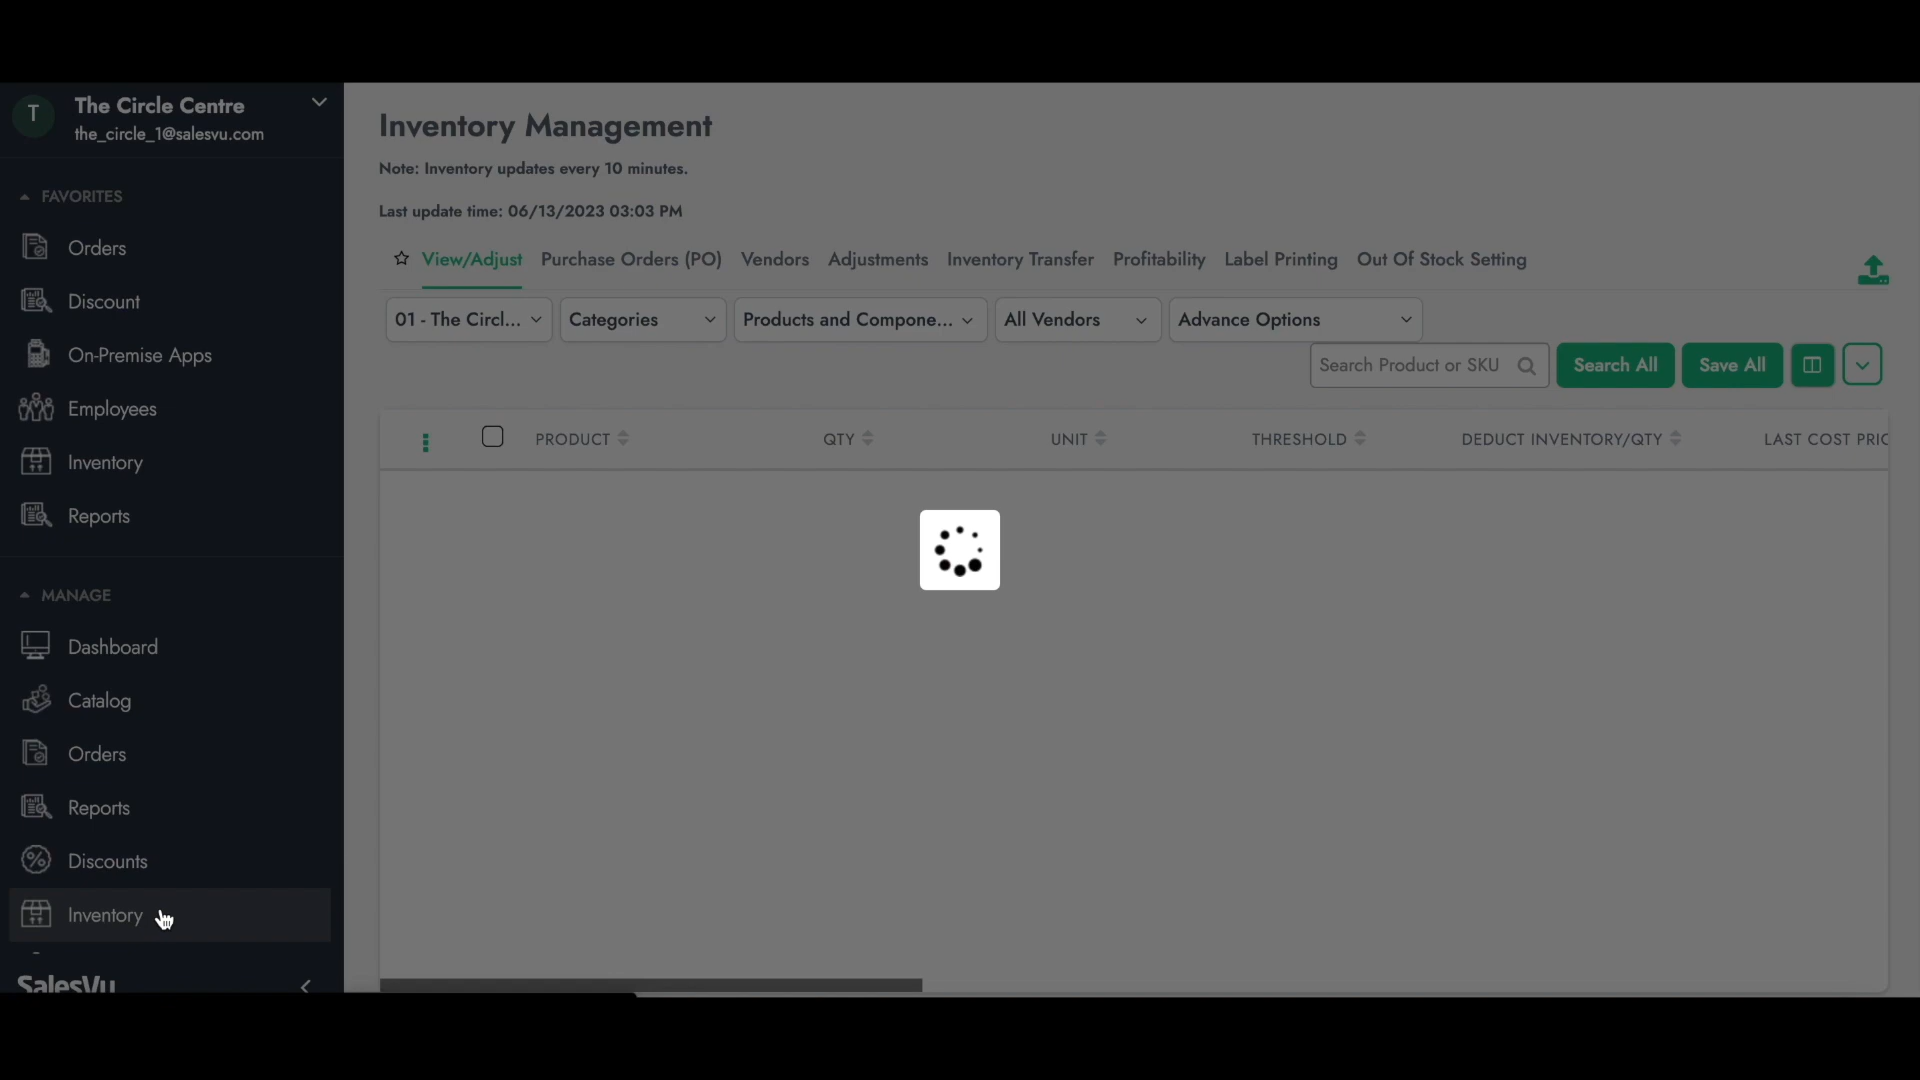 T
The Circle Centre
the_circle_1@salesvu.com
FAVORITES
Orders
Discount
On-Premise Apps
Employees
Inventory
Reports
MANAGE
Dashboard
Catalog
Orders
Reports
Discounts
Inventory
SalesVu
Inventory Management
Note: Inventory updates every 10 minutes.
Last update time: 06/13/2023 03:03 PM
View/Adjust Purchase Orders (PO) Vendors Adjustments Inventory Transfer Profitability Label Printing Out Of Stock Setting
01 - The Circl... Categories Products and Compone... All Vendors Advance Options
Search Product or SKU Search All Save All
PRODUCT QTY UNIT THRESHOLD DEDUCT INVENTORY/QTY LAST COST PRIC